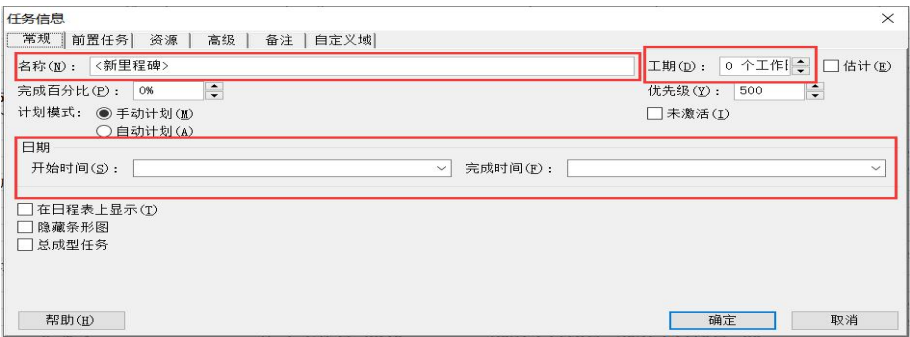 任务信息
常规 前置任务 资源 高级 备注 自定义域
名称(N): <新里程碑> 工期(D): 0 个工作 估计(E)
完成百分比(P): 0% 优先级(Y): 500
计划模式: 手动计划(M) 未激活(I)
自动计划(A)
日期
开始时间(S): 完成时间(F):
在日程表上显示(T)
隐藏条形图
总成型任务
帮助(H) 确定 取消